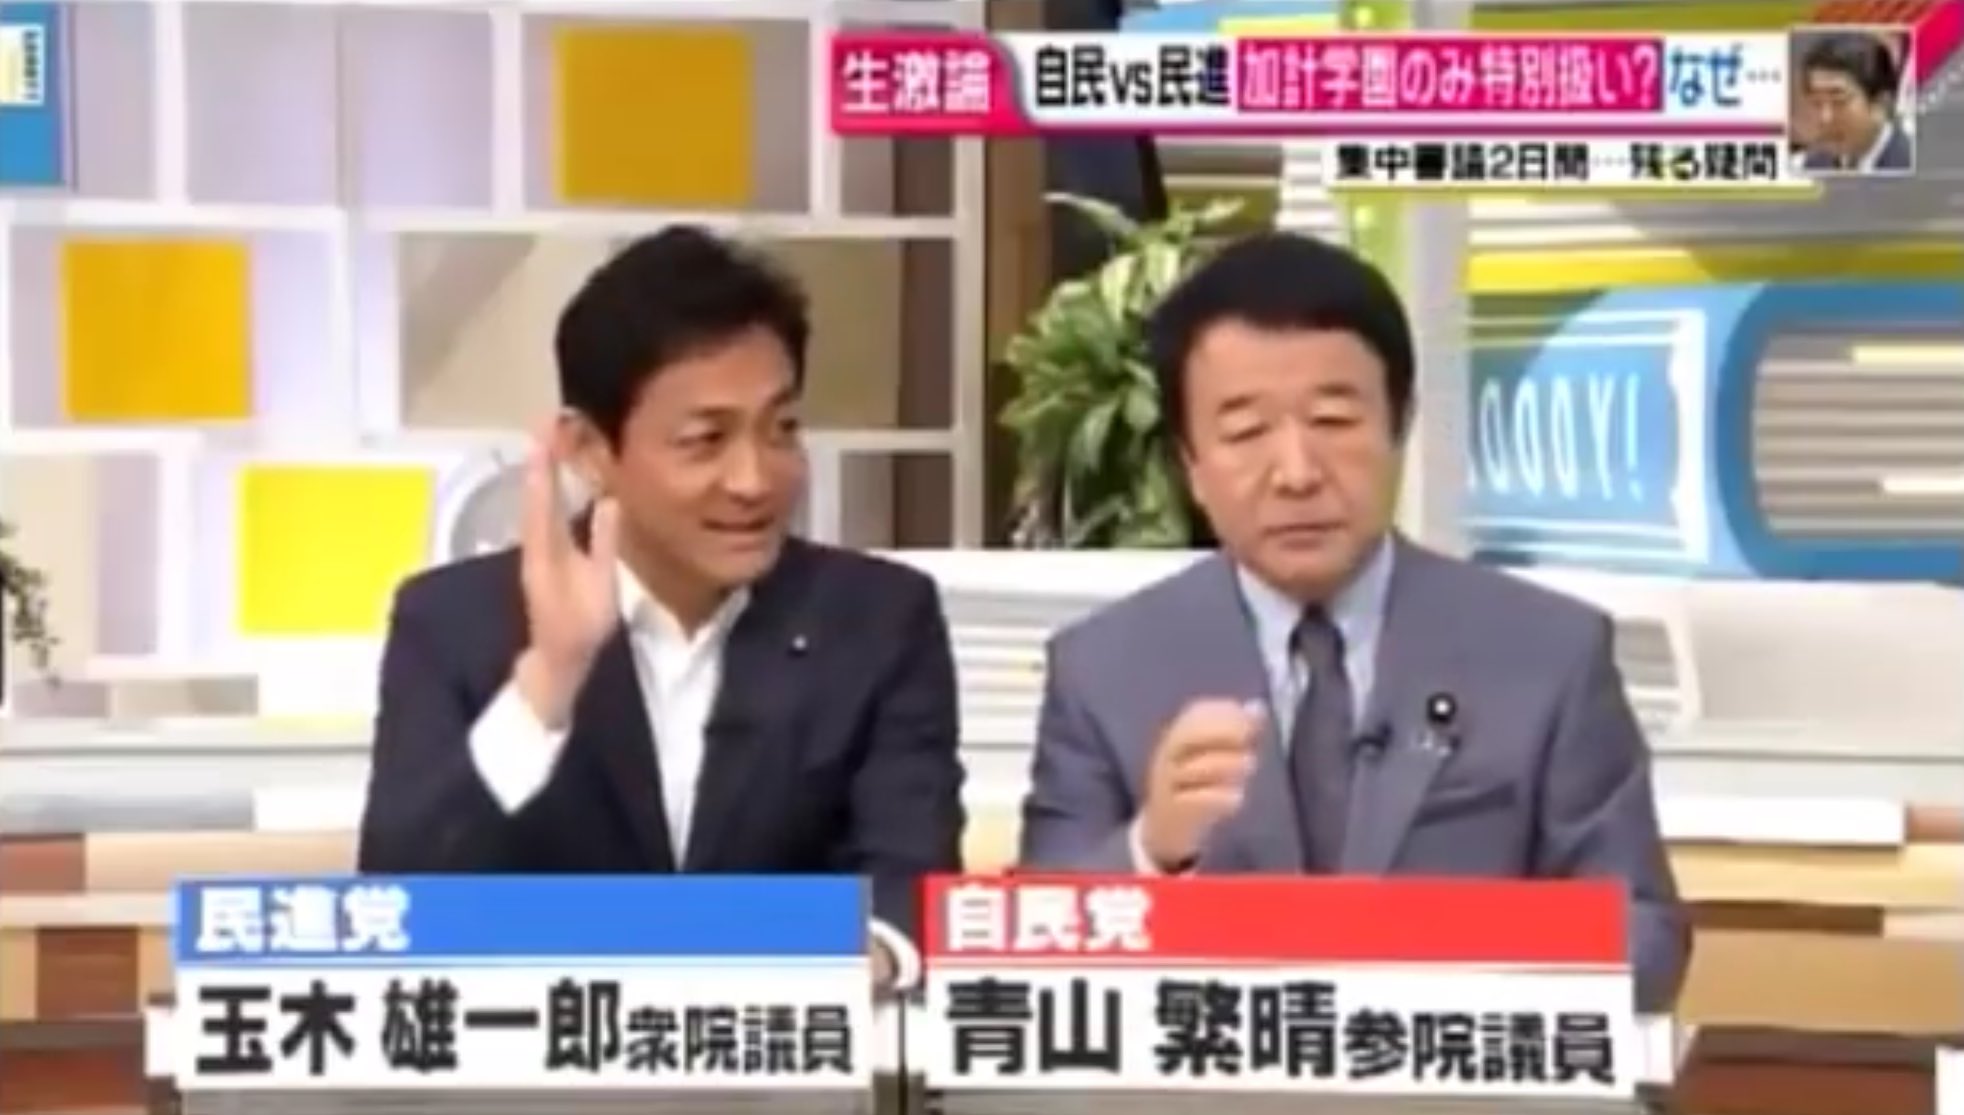 生激論 自民vs民進 加計学園のみ特別扱い? なぜ…
集中審議2日間…残る疑問
OODY!
民進党
玉木 雄一郎衆院議員
自民党
青山 繁晴参院議員